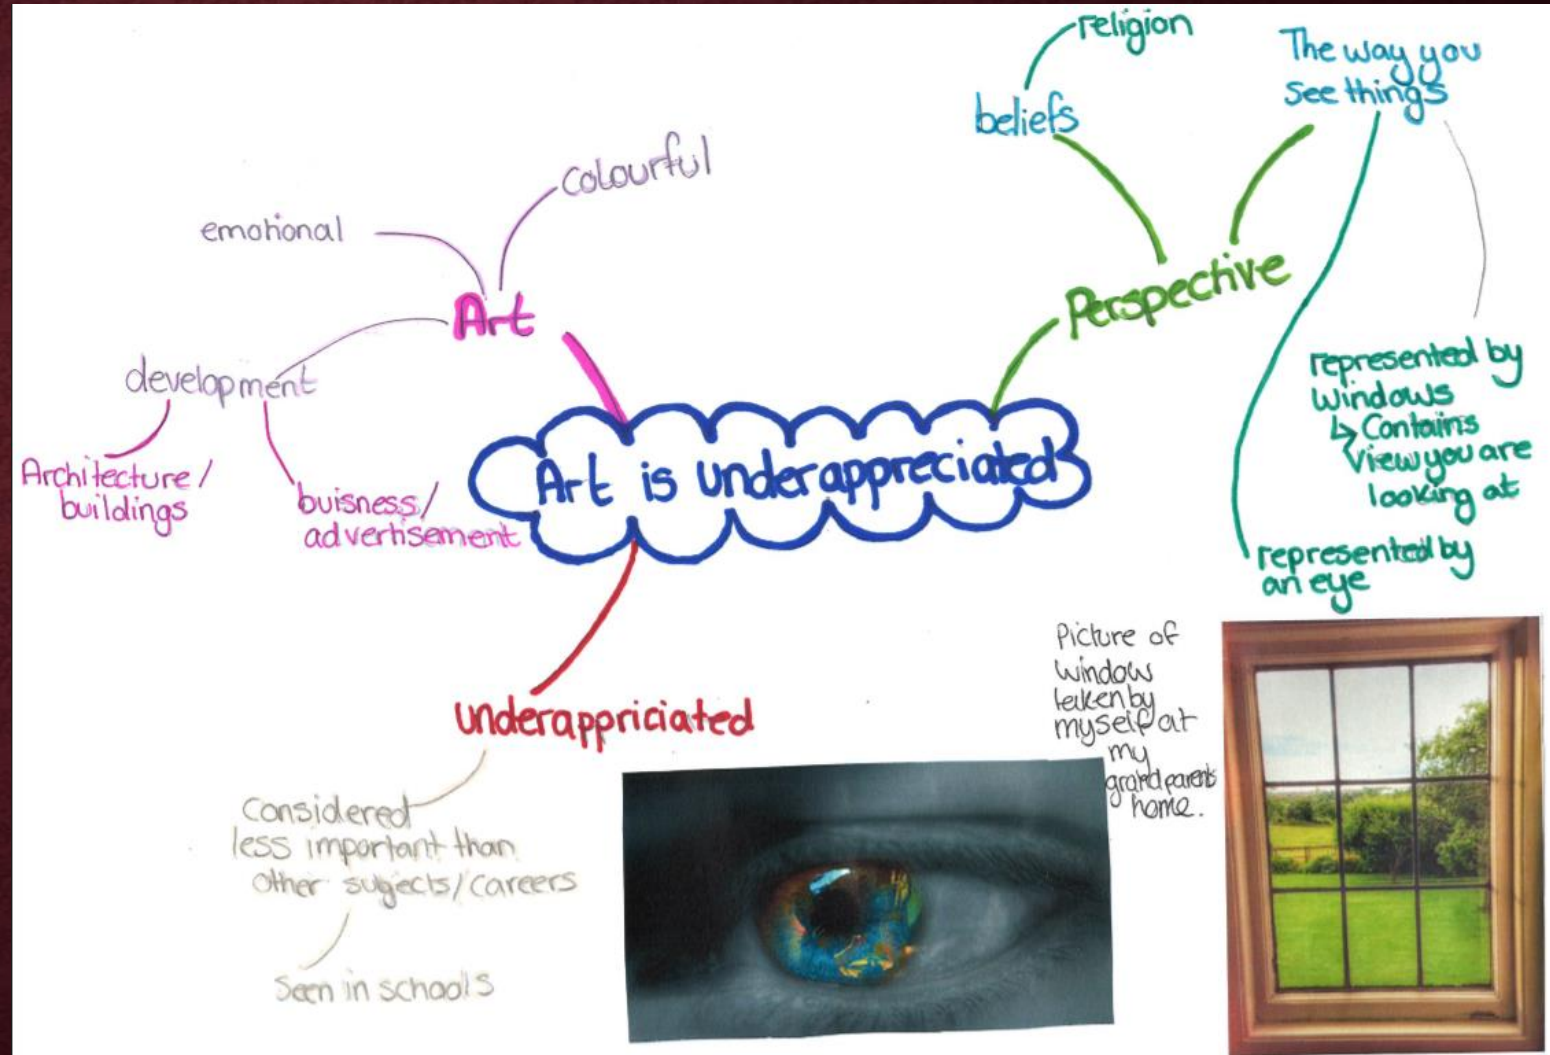 religion
beliefs
The way you
see things
colourful
emotional
Art
Perspective
development
Architecture/
buildings
buisness/
advertisement
Art is underappreciated
represented by
windows
↳ Contains
view you are
looking at
represented by
an eye
underappriciated
Considered
less important than
other subjects/careers
Seen in schools
Picture of
window
taken by
myself at
my
grandparents
home.